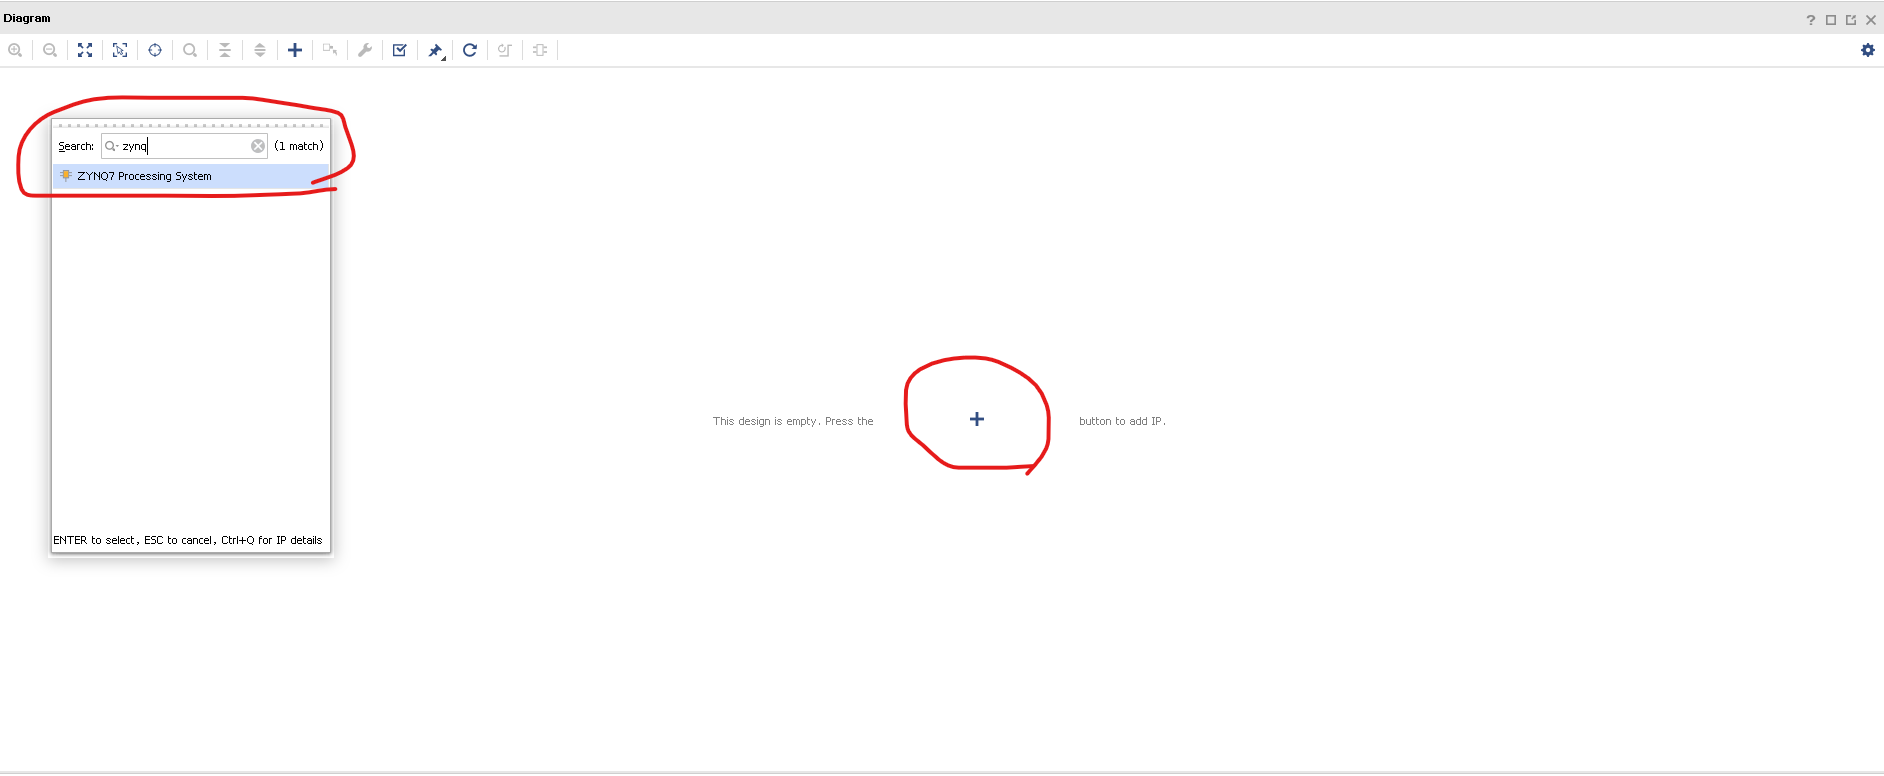 Diagram
?
Search: zynq (1 match)
ZYNQ7 Processing System
This design is empty. Press the button to add IP.
ENTER to select, ESC to cancel, Ctrl+Q for IP details